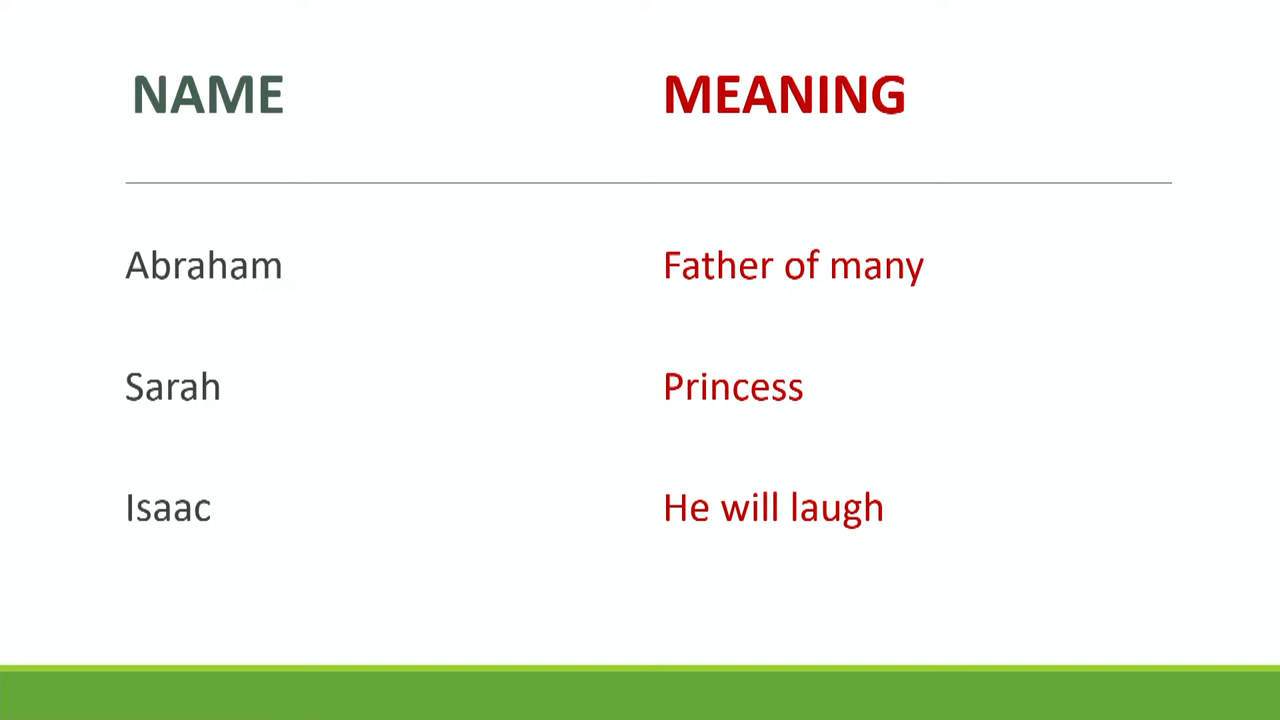 NAME MEANING
Abraham Father of many
Sarah Princess
Isaac He will laugh